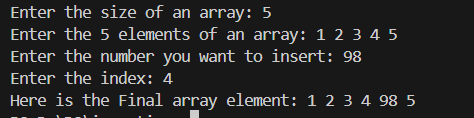 Enter the size of an array: 5
Enter the 5 elements of an array: 1 2 3 4 5
Enter the number you want to insert: 98
Enter the index: 4
Here is the Final array element: 1 2 3 4 98 5